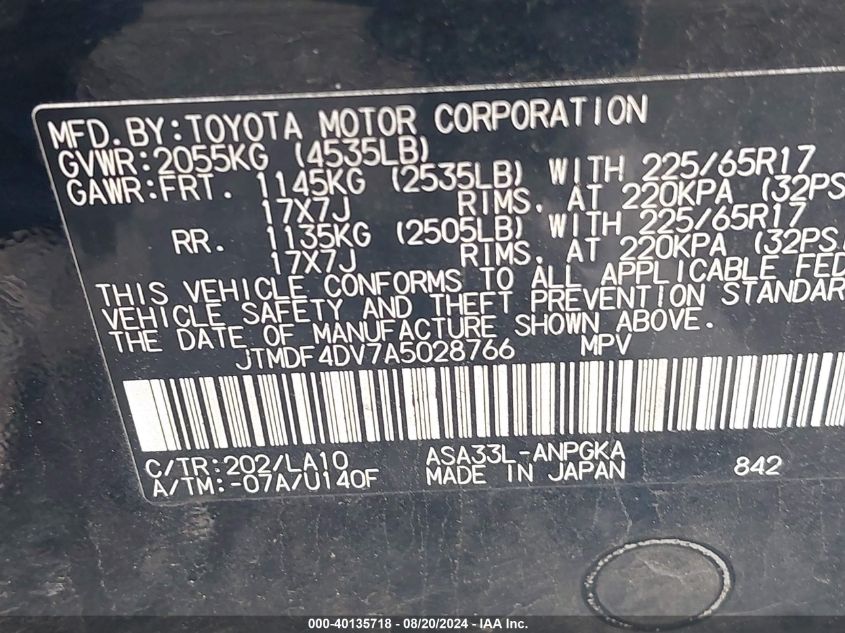 MFD.BY:TOYOTA MOTOR CORPORATION
GVWR:2055KG (4535LB)
GAWR:FRT. 1145KG (2535LB) WITH 225/65R17
17X7J RIMS, AT 220KPA (32PS
RR. 1135KG (2505LB) WITH 225/65R17
17X7J RIMS, AT 220KPA (32PS
THIS VEHICLE CONFORMS TO ALL APPLICABLE FED
VEHICLE SAFETY AND THEFT PREVENTION STANDAR
THE DATE OF MANUFACTURE SHOWN ABOVE.
JTMDF4DV7A5028766 MPV
C/TR:202/LA10 ASA33L-ANPGKA
A/TM:-07A/U140F MADE IN JAPAN 842
000-40135718 - 08/20/2024 - IAA Inc.